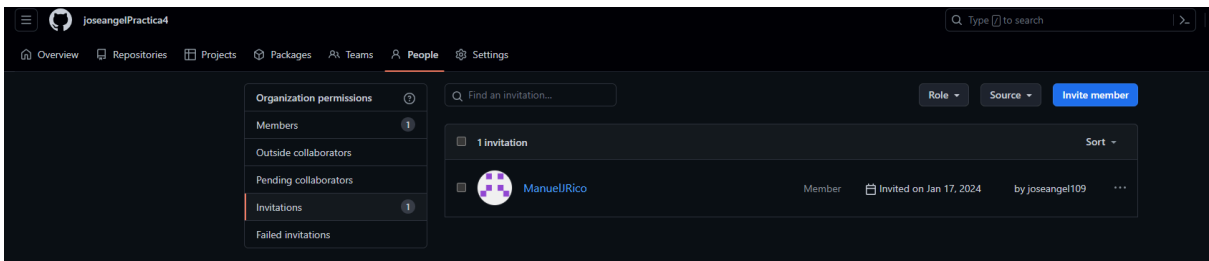 joseangelPractica4
Type / to search
Overview Repositories Projects Packages Teams People Settings
Organization permissions
Members 1
Outside collaborators
Pending collaborators
Invitations 1
Failed invitations
Find an invitation...
Role Source Invite member
1 invitation Sort
ManuelJRico Member Invited on Jan 17, 2024 by joseangel109